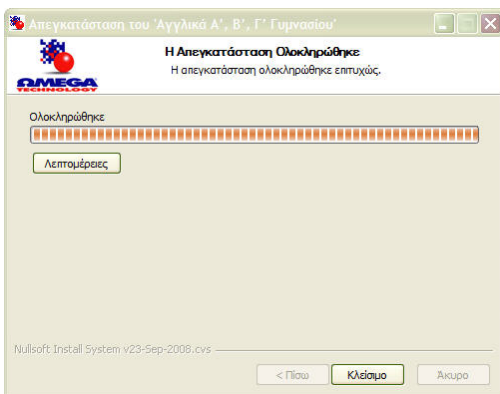 Απεγκατάσταση του 'Αγγλικά Α', Β', Γ' Γυμνασίου'
Η Απεγκατάσταση Ολοκληρώθηκε
Η απεγκατάσταση ολοκληρώθηκε επιτυχώς.
ΩMEGA
TECHNOLOGY
Ολοκληρώθηκε
Λεπτομέρειες
Nullsoft Install System v23-Sep-2008.cvs
< Πίσω Κλείσιμο Άκυρο